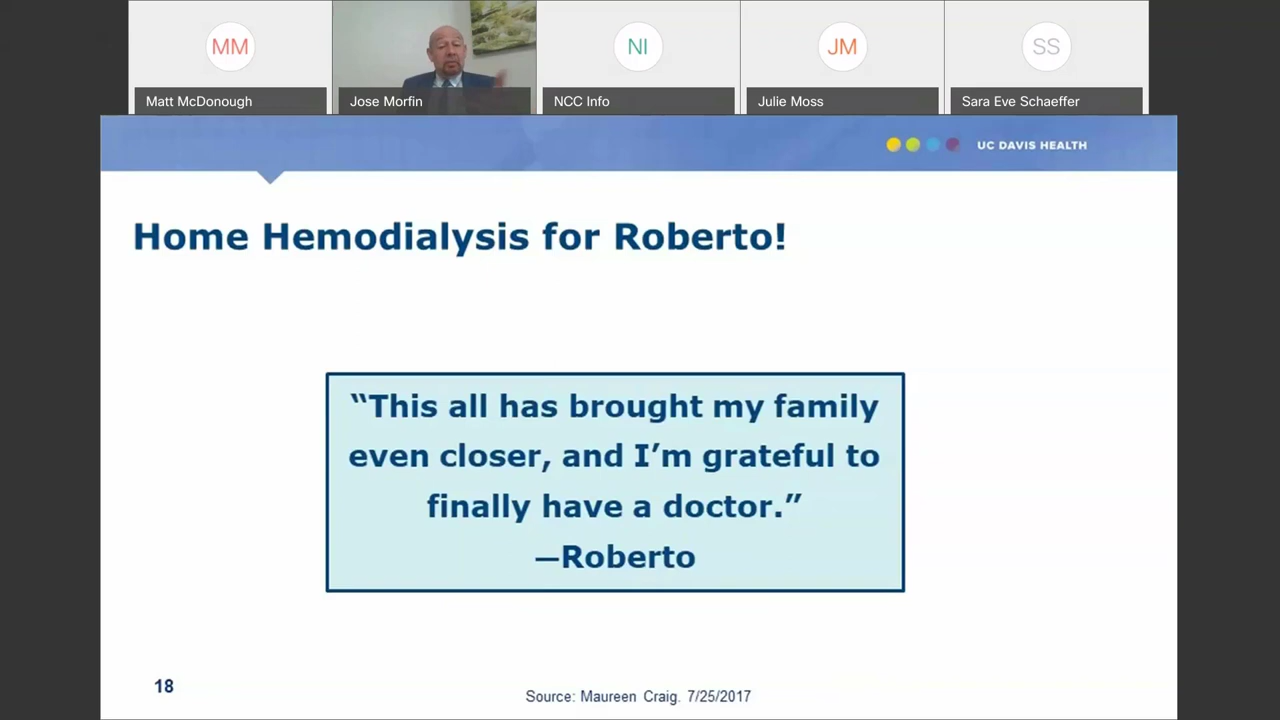 MM
NI
JM
SS
Matt McDonough
Jose Morfin
NCC Info
Julie Moss
Sara Eve Schaeffer
UC DAVIS HEALTH
Home Hemodialysis for Roberto!
“This all has brought my family
even closer, and I’m grateful to
finally have a doctor.”
—Roberto
18
Source: Maureen Craig. 7/25/2017